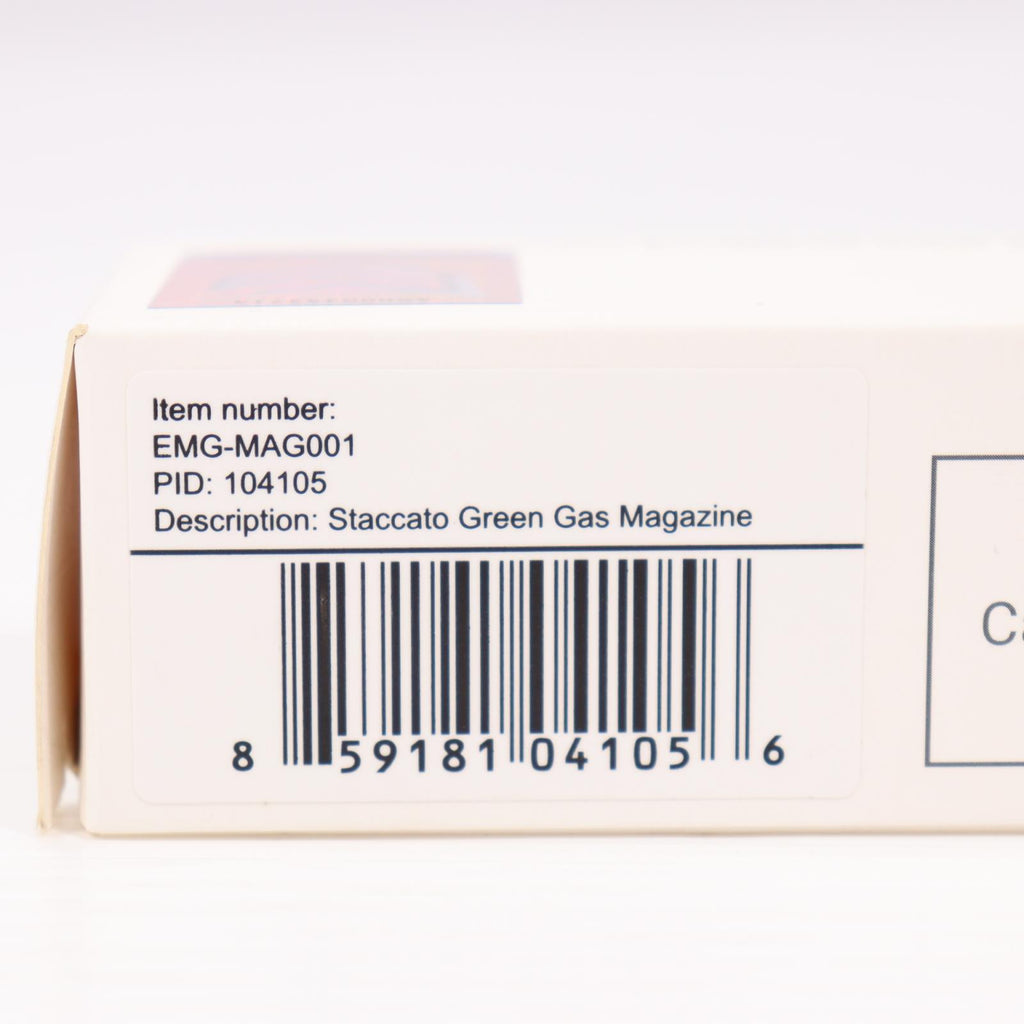 Item number:
EMG-MAG001
PID: 104105
Description: Staccato Green Gas Magazine
8 59181 04105 6